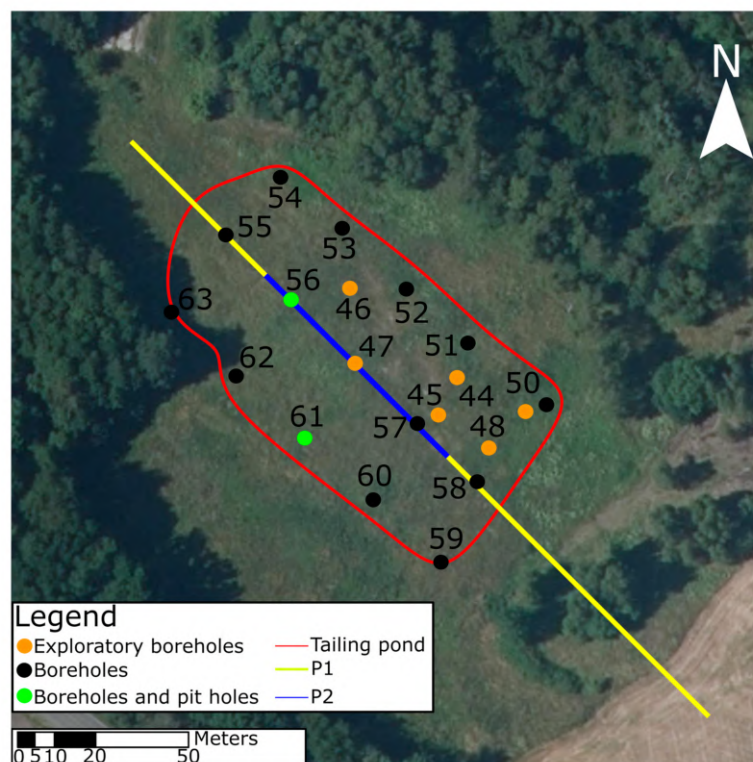 N
54
55
53
56
46
52
63
47
51
62
44
50
45
57
48
61
58
60
59
Legend
Exploratory boreholes
Tailing pond
Boreholes
P1
Boreholes and pit holes
P2
Meters
0 5 10 20 50